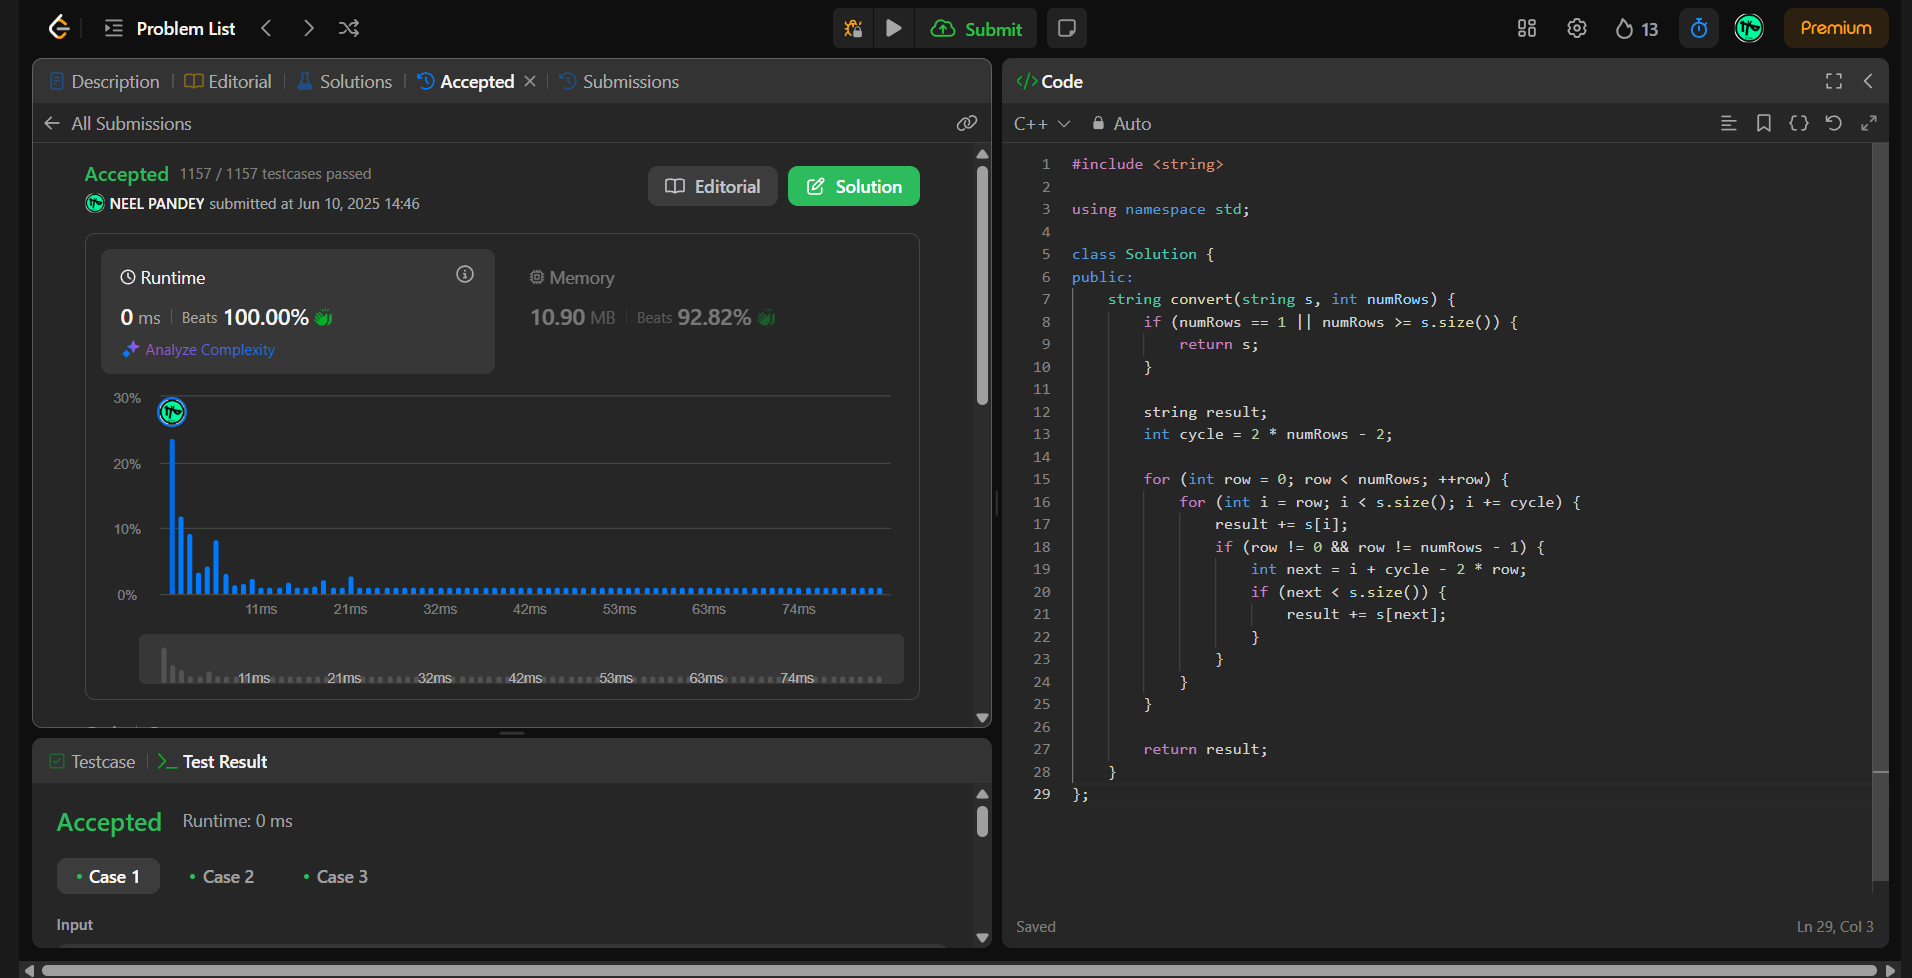 Problem List
Submit
13
Premium
Description
Editorial
Solutions
Accepted
Submissions
All Submissions
Accepted 1157 / 1157 testcases passed
NEEL PANDEY submitted at Jun 10, 2025 14:46
Editorial
Solution
Runtime
0 ms Beats 100.00%
Analyze Complexity
Memory
10.90 MB Beats 92.82%
30%
20%
10%
0%
11ms 21ms 32ms 42ms 53ms 63ms 74ms
11ms 21ms 32ms 42ms 53ms 63ms 74ms
Testcase
Test Result
Accepted Runtime: 0 ms
Case 1
Case 2
Case 3
Input
</> Code
C++
Auto
1 #include <string>
2
3 using namespace std;
4
5 class Solution {
6 public:
7     string convert(string s, int numRows) {
8         if (numRows == 1 || numRows >= s.size()) {
9             return s;
10         }
11
12         string result;
13         int cycle = 2 * numRows - 2;
14
15         for (int row = 0; row < numRows; ++row) {
16             for (int i = row; i < s.size(); i += cycle) {
17                 result += s[i];
18                 if (row != 0 && row != numRows - 1) {
19                     int next = i + cycle - 2 * row;
20                     if (next < s.size()) {
21                         result += s[next];
22                     }
23                 }
24             }
25         }
26
27         return result;
28     }
29 };
Saved
Ln 29, Col 3